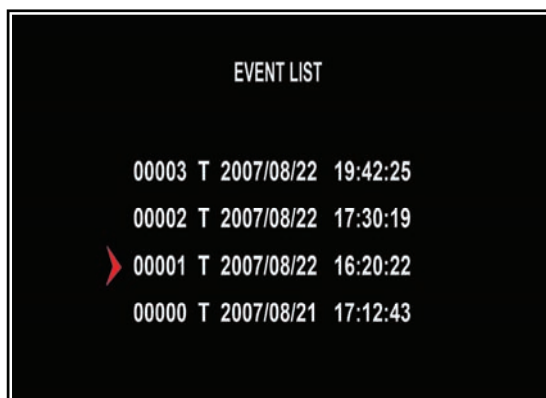 EVENT LIST
00003 T 2007/08/22 19:42:25
00002 T 2007/08/22 17:30:19
00001 T 2007/08/22 16:20:22
00000 T 2007/08/21 17:12:43